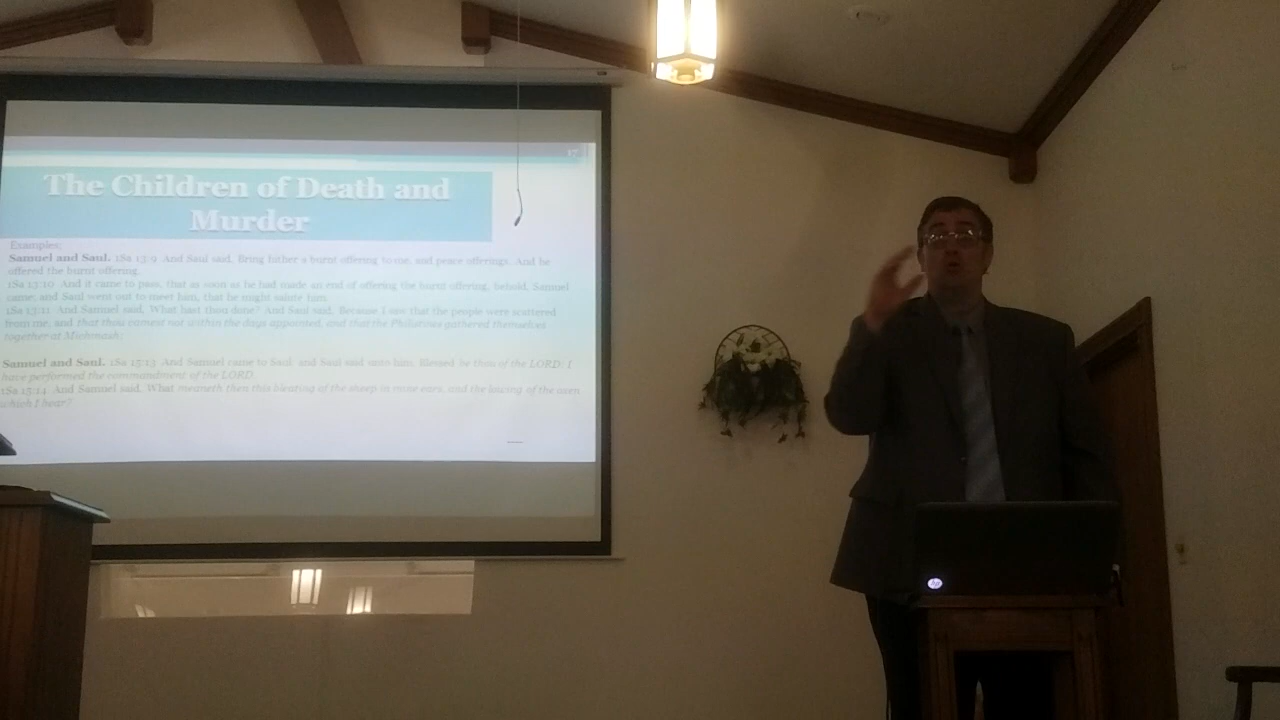 The Children of Death and
Murder
Examples:
Samuel and Saul. 1Sa 13:9 And Saul said, Bring hither a burnt offering to me, and peace offerings. And he
offered the burnt offering.
1Sa 13:10 And it came to pass, that as soon as he had made an end of offering the burnt offering, behold, Samuel
came; and Saul went out to meet him, that he might salute him.
1Sa 13:11 And Samuel said, What hast thou done? And Saul said, Because I saw that the people were scattered
from me, and that thou camest not within the days appointed, and that the Philistines gathered themselves
together at Michmash;
Samuel and Saul. 1Sa 15:13 And Samuel came to Saul: and Saul said unto him, Blessed be thou of the LORD: I
have performed the commandment of the LORD.
1Sa 15:14 And Samuel said, What meaneth then this bleating of the sheep in mine ears, and the lowing of the oxen
which I hear?
hp